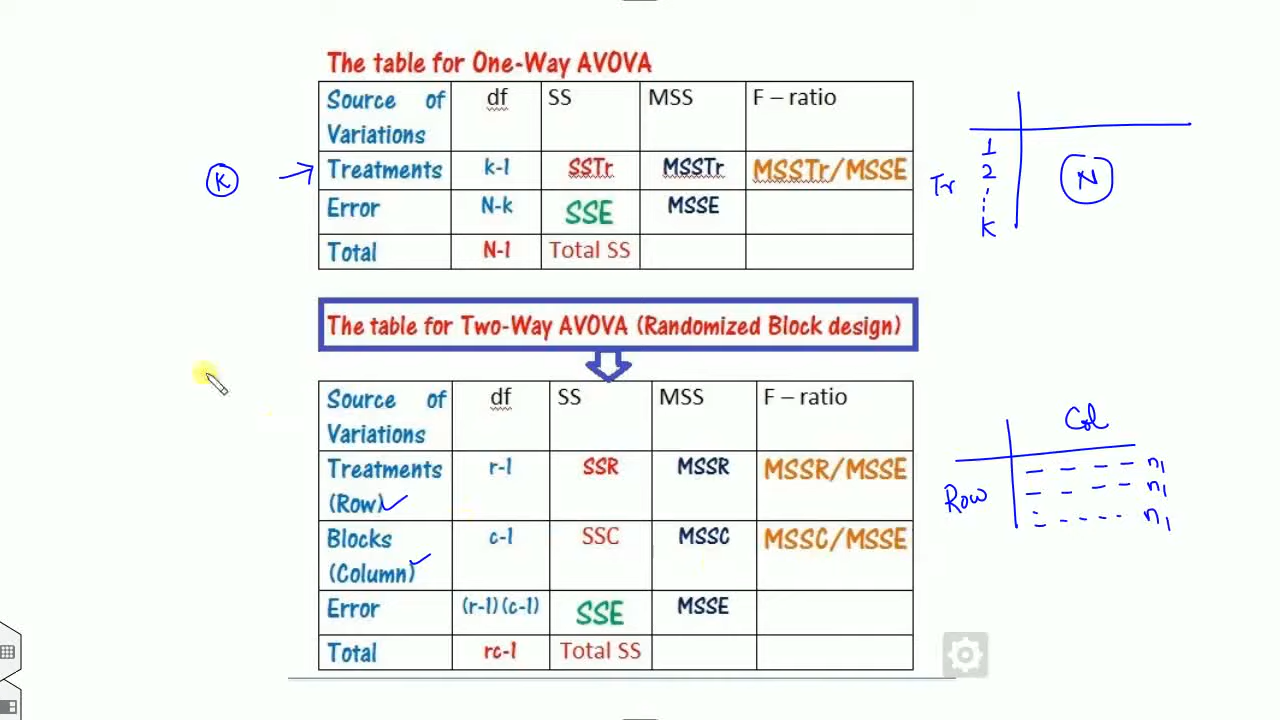 The table for One-Way AVOVA
Source of Variations df SS MSS F – ratio
Treatments k-1 SSTr MSSTr MSSTr/MSSE
Error N-k SSE MSSE
Total N-1 Total SS
K
Tr
1
2
K
N
The table for Two-Way AVOVA (Randomized Block design)
Source of Variations df SS MSS F – ratio
Treatments (Row) r-1 SSR MSSR MSSR/MSSE
Blocks (Column) c-1 SSC MSSC MSSC/MSSE
Error (r-1)(c-1) SSE MSSE
Total rc-1 Total SS
Col
Row
n1
n1
n1